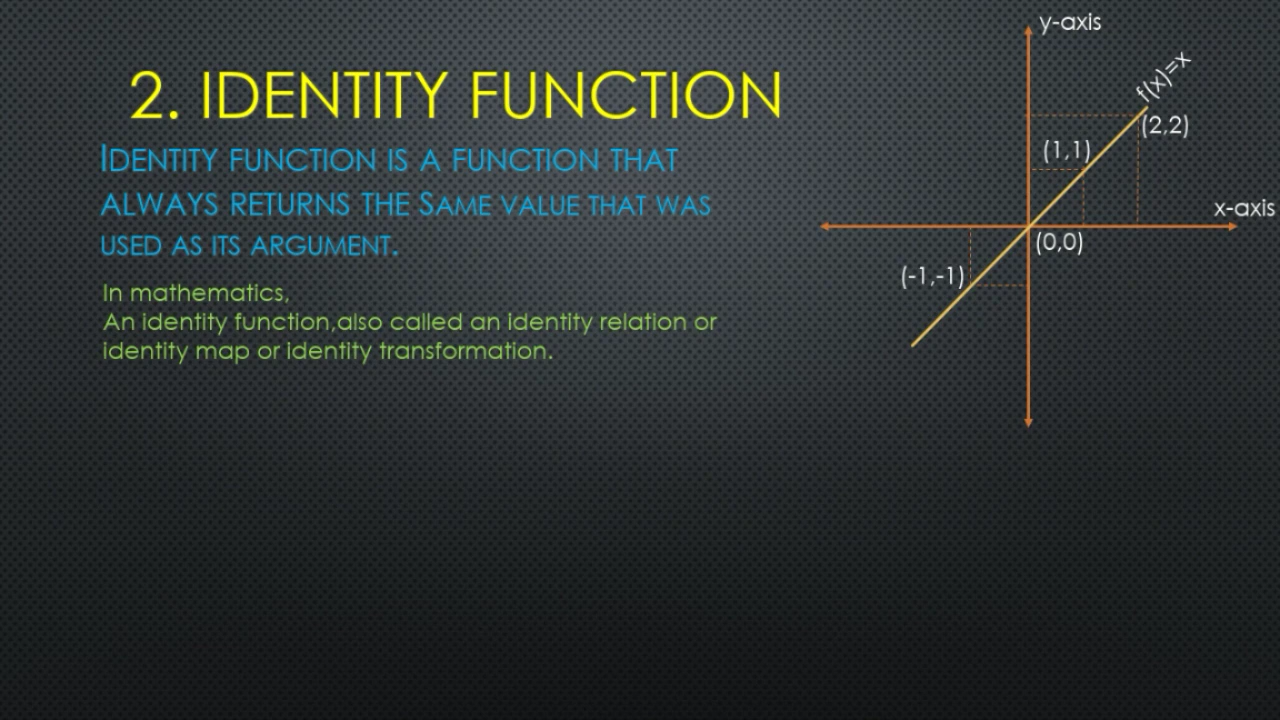 2. IDENTITY FUNCTION
IDENTITY FUNCTION IS A FUNCTION THAT
ALWAYS RETURNS THE SAME VALUE THAT WAS
USED AS ITS ARGUMENT.
In mathematics,
An identity function,also called an identity relation or
identity map or identity transformation.
y-axis
f(x)=x
(2,2)
(1,1)
x-axis
(0,0)
(-1,-1)